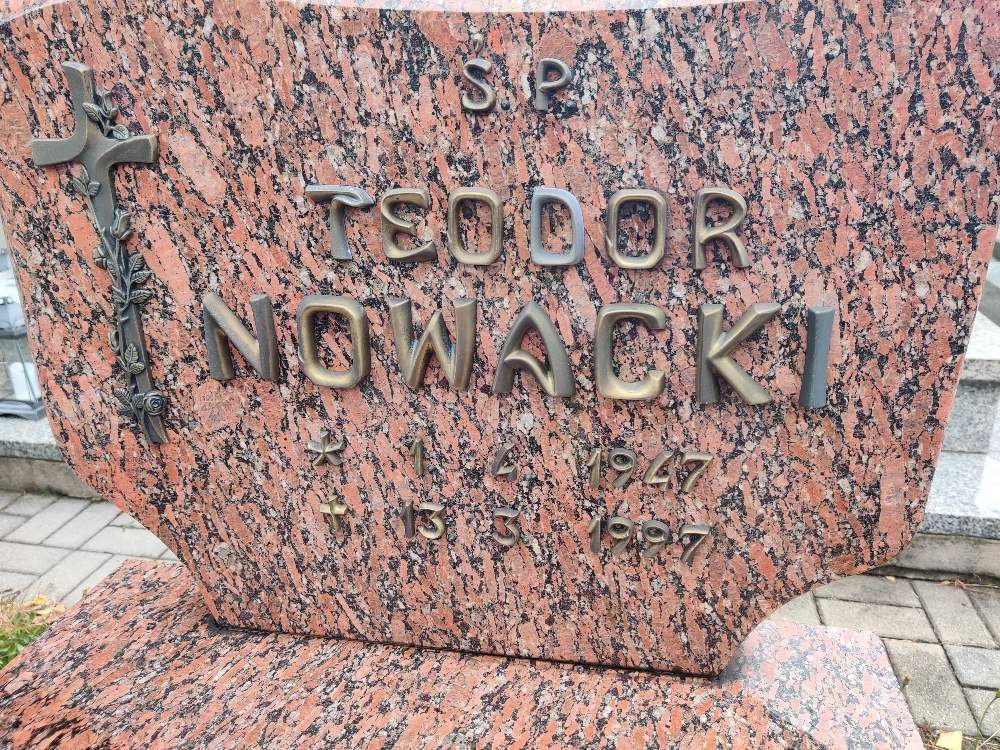 Ś.P.
TEODOR
NOWACKI
* 1 4 1947
† 13 3 1997